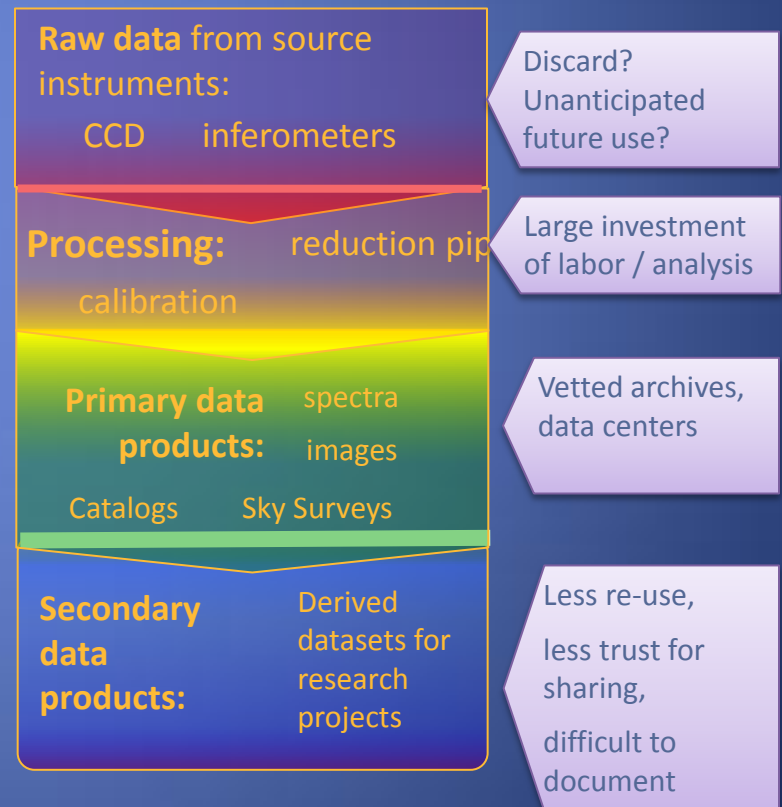 Raw data from source
instruments:
CCD inferometers
Discard?
Unanticipated
future use?
Processing: reduction pip
calibration
Large investment
of labor / analysis
Primary data
products:
spectra
images
Catalogs Sky Surveys
Vetted archives,
data centers
Secondary
data
products:
Derived
datasets for
research
projects
Less re-use,
less trust for
sharing,
difficult to
document